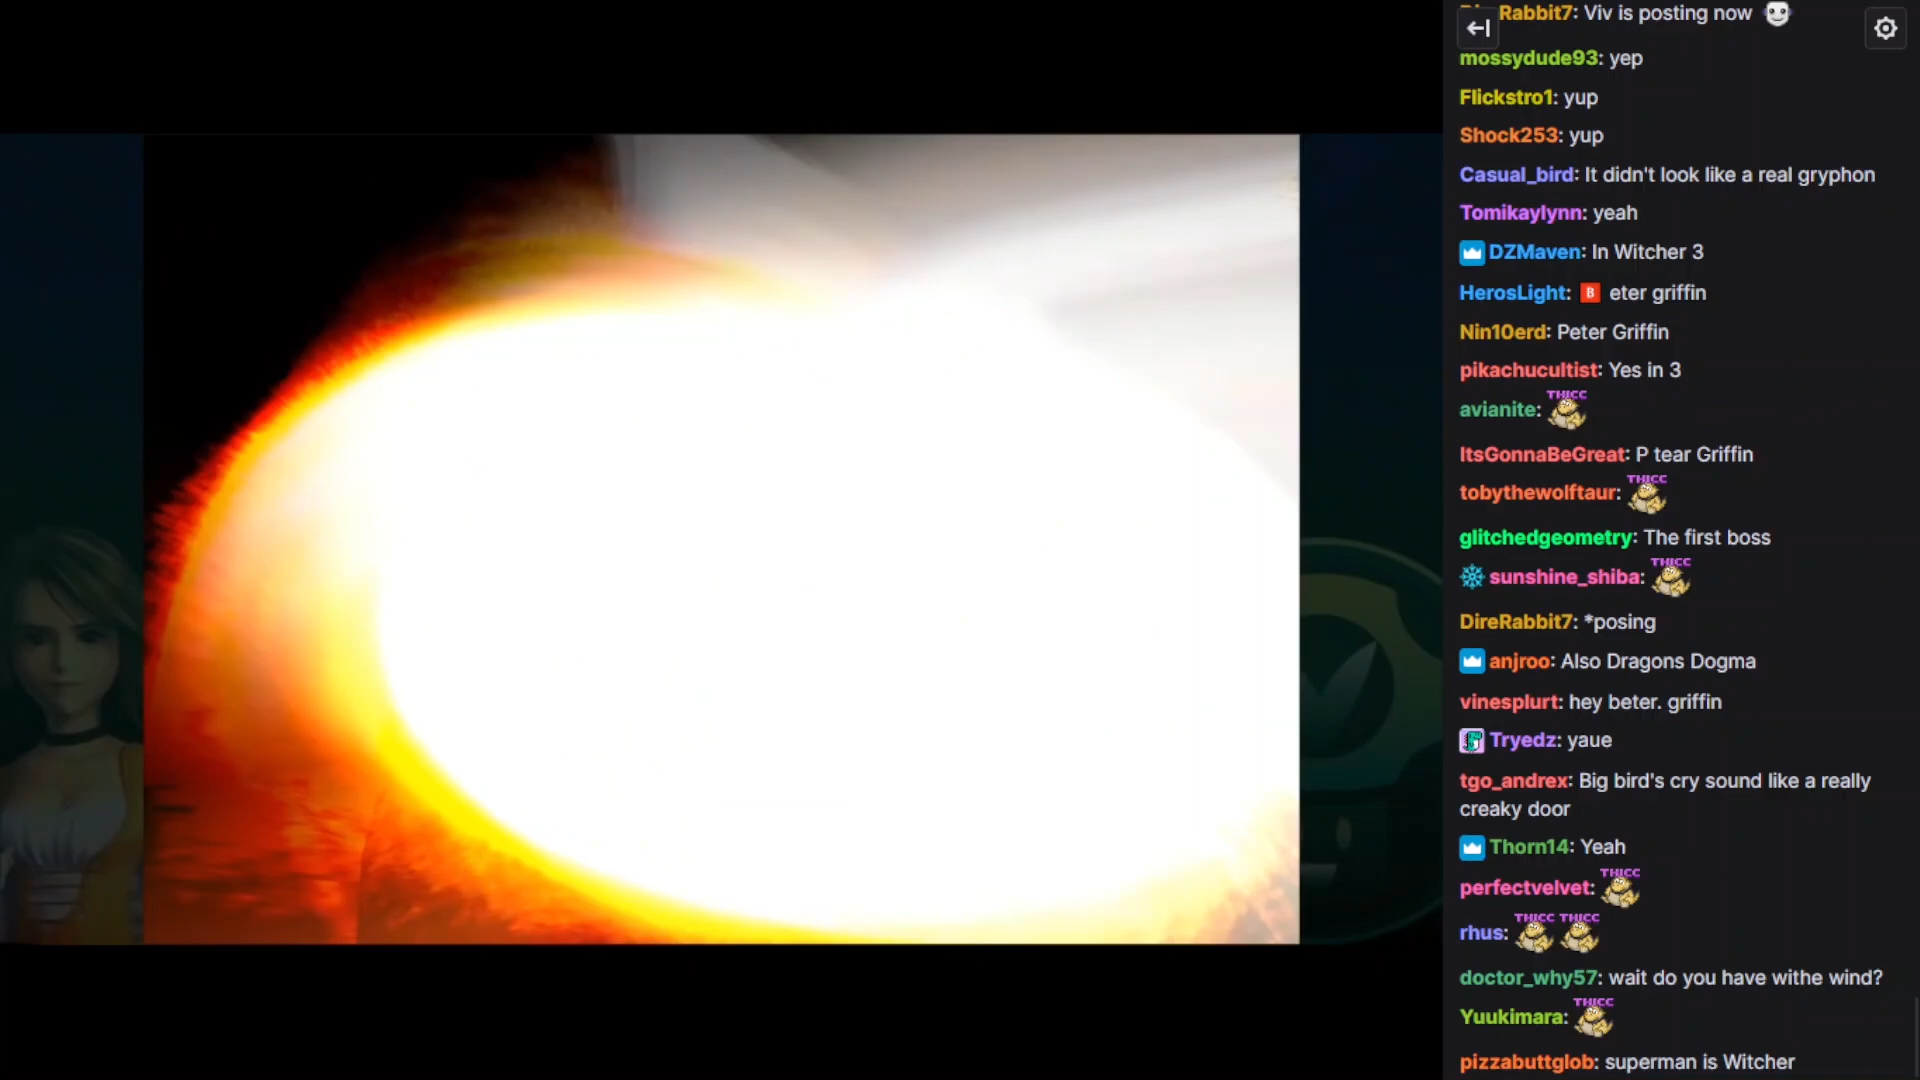 DireRabbit7: Viv is posting now
mossydude93: yep
Flickstro1: yup
Shock253: yup
Casual_bird: It didn't look like a real gryphon
Tomikaylynn: yeah
DZMaven: In Witcher 3
HerosLight: B eter griffin
Nin10erd: Peter Griffin
pikachucultist: Yes in 3
avianite: THICC
ItsGonnaBeGreat: P tear Griffin
tobythewolftaur: THICC
glitchedgeometry: The first boss
sunshine_shiba: THICC
DireRabbit7: *posing
anjroo: Also Dragons Dogma
vinesplurt: hey beter. griffin
Tryedz: yaue
tgo_andrex: Big bird's cry sound like a really
creaky door
Thorn14: Yeah
perfectvelvet: THICC
rhus: THICC THICC
doctor_why57: wait do you have withe wind?
Yuukimara: THICC
pizzabuttglob: superman is Witcher